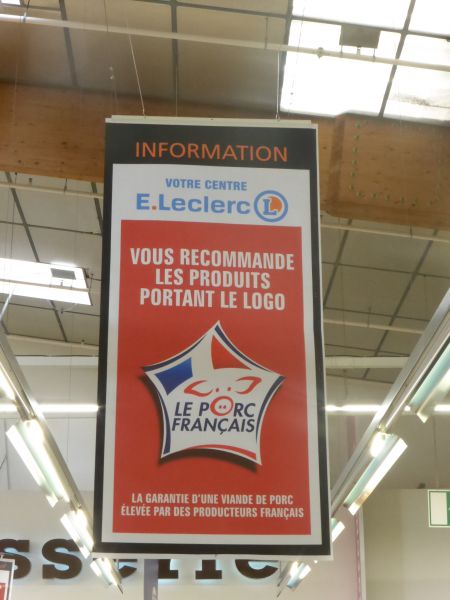 INFORMATION
VOTRE CENTRE
E.Leclerc L
VOUS RECOMMANDE
LES PRODUITS
PORTANT LE LOGO
LE PORC
FRANÇAIS
LA GARANTIE D'UNE VIANDE DE PORC
ÉLEVÉE PAR DES PRODUCTEURS FRANÇAIS